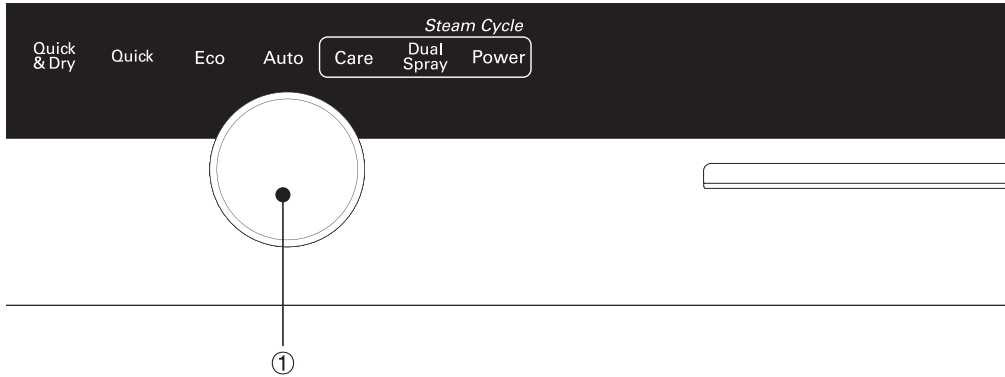 Steam Cycle
Quick
& Dry
Quick
Eco
Auto
Care
Dual
Spray
Power
①